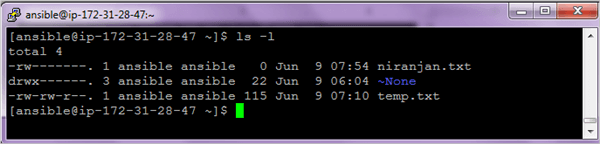 ansible@ip-172-31-28-47:~
[ansible@ip-172-31-28-47 ~]$ ls -l
total 4
-rw-------. 1 ansible ansible   0 Jun  9 07:54 niranjan.txt
drwx------. 3 ansible ansible  22 Jun  9 06:04 ~None
-rw-rw-r--. 1 ansible ansible 115 Jun  9 07:10 temp.txt
[ansible@ip-172-31-28-47 ~]$